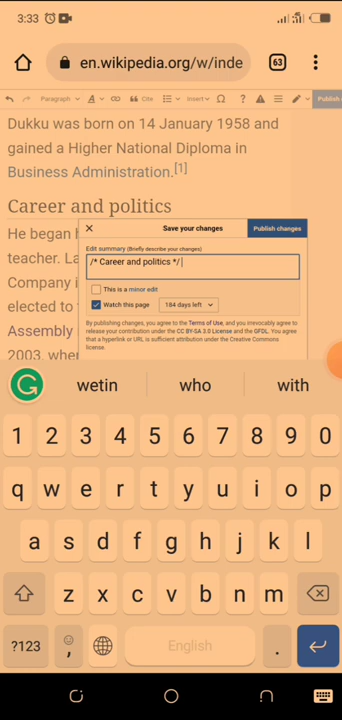 3:33
en.wikipedia.org/w/inde
63
Paragraph A Cite Insert Ω ? Publish
Dukku was born on 14 January 1958 and
gained a Higher National Diploma in
Business Administration.[1]
Career and politics
He began h
teacher. La
Company i
elected to
Assembly
2003, wher
Save your changes
Publish changes
Edit summary (Briefly describe your changes)
/* Career and politics */
This is a minor edit
Watch this page
184 days left
By publishing changes, you agree to the Terms of Use, and you irrevocably agree to
release your contribution under the CC BY-SA 3.0 License and the GFDL. You
agree that a hyperlink or URL is sufficient attribution under the Creative Commons
license.
G
wetin who with
1 2 3 4 5 6 7 8 9 0
q w e r t y u i o p
a s d f g h j k l
z x c v b n m
?123 , English .